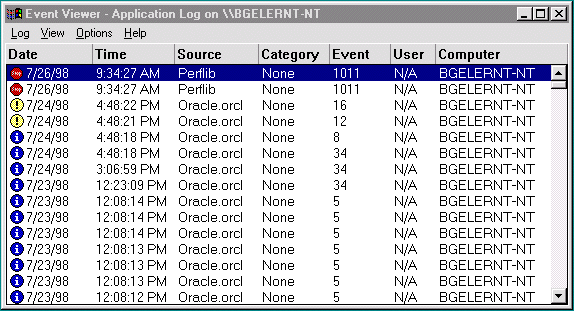 Event Viewer - Application Log on \\BGELERNT-NT
Log View Options Help
Date Time Source Category Event User Computer
7/26/98 9:34:27 AM Perflib None 1011 N/A BGELERNT-NT
7/26/98 9:34:27 AM Perflib None 1011 N/A BGELERNT-NT
7/24/98 4:48:22 PM Oracle.orcl None 16 N/A BGELERNT-NT
7/24/98 4:48:21 PM Oracle.orcl None 12 N/A BGELERNT-NT
7/24/98 4:48:18 PM Oracle.orcl None 8 N/A BGELERNT-NT
7/24/98 4:48:18 PM Oracle.orcl None 34 N/A BGELERNT-NT
7/24/98 3:06:59 PM Oracle.orcl None 34 N/A BGELERNT-NT
7/23/98 12:23:09 PM Oracle.orcl None 34 N/A BGELERNT-NT
7/23/98 12:08:14 PM Oracle.orcl None 5 N/A BGELERNT-NT
7/23/98 12:08:14 PM Oracle.orcl None 5 N/A BGELERNT-NT
7/23/98 12:08:14 PM Oracle.orcl None 5 N/A BGELERNT-NT
7/23/98 12:08:13 PM Oracle.orcl None 5 N/A BGELERNT-NT
7/23/98 12:08:13 PM Oracle.orcl None 5 N/A BGELERNT-NT
7/23/98 12:08:13 PM Oracle.orcl None 5 N/A BGELERNT-NT
7/23/98 12:08:12 PM Oracle.orcl None 5 N/A BGELERNT-NT